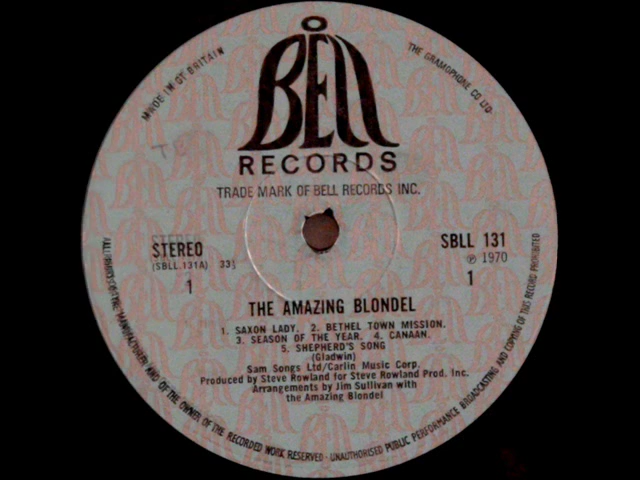 BELL
RECORDS
TRADE MARK OF BELL RECORDS INC.
MADE IN GT. BRITAIN
THE GRAMOPHONE CO LTD.
STEREO
(SBLL.131A) 33⅓
1
SBLL 131
℗ 1970
1
THE AMAZING BLONDEL
1. SAXON LADY. 2. BETHEL TOWN MISSION.
3. SEASON OF THE YEAR. 4. CANAAN.
5. SHEPHERD'S SONG
(Gladwin)
Sam Songs Ltd/Carlin Music Corp.
Produced by Steve Rowland for Steve Rowland Prod. Inc.
Arrangements by Jim Sullivan with
the Amazing Blondel
ALL RIGHTS OF THE MANUFACTURER AND OF THE OWNER OF THE RECORDED WORK RESERVED · UNAUTHORISED PUBLIC PERFORMANCE BROADCASTING AND COPYING OF THIS RECORD PROHIBITED